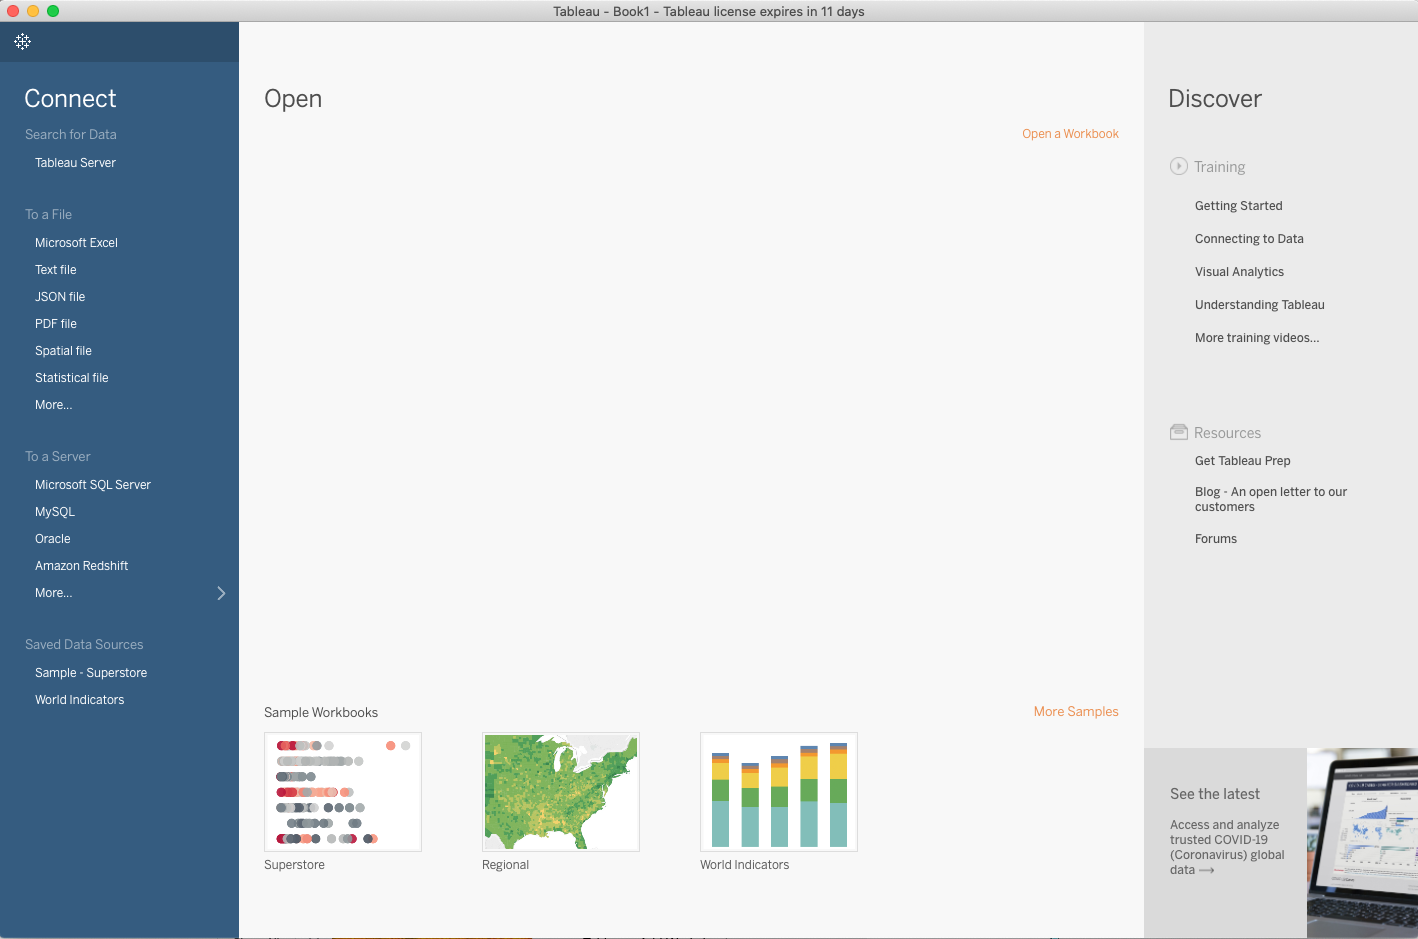 Tableau - Book1 - Tableau license expires in 11 days
Connect
Search for Data
Tableau Server
To a File
Microsoft Excel
Text file
JSON file
PDF file
Spatial file
Statistical file
More...
To a Server
Microsoft SQL Server
MySQL
Oracle
Amazon Redshift
More...
Saved Data Sources
Sample - Superstore
World Indicators
Open
Open a Workbook
Sample Workbooks
More Samples
Superstore
Regional
World Indicators
Discover
Training
Getting Started
Connecting to Data
Visual Analytics
Understanding Tableau
More training videos...
Resources
Get Tableau Prep
Blog - An open letter to our
customers
Forums
See the latest
Access and analyze
trusted COVID-19
(Coronavirus) global
data →